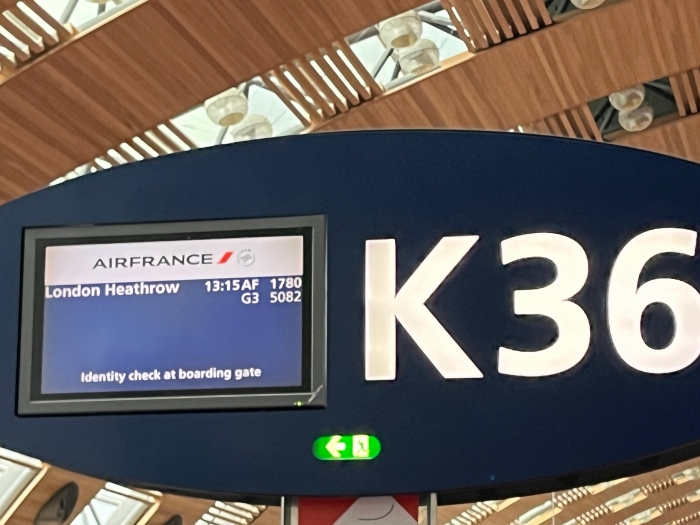 AIRFRANCE
London Heathrow 13:15 AF 1780
G3 5082
Identity check at boarding gate
K36